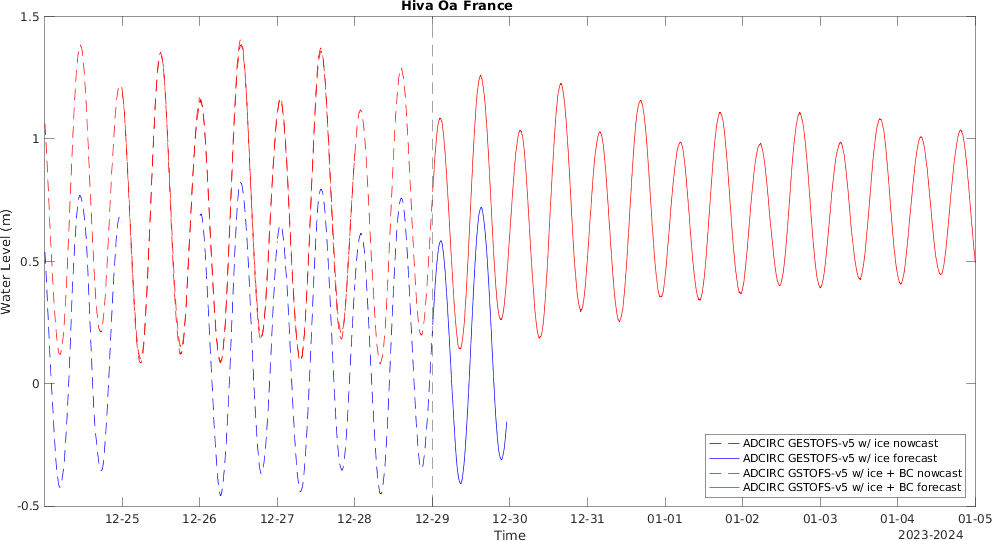 Hiva Oa France
1.5
1
0.5
0
-0.5
Water Level (m)
ADCIRC GESTOFS-v5 w/ ice nowcast
ADCIRC GESTOFS-v5 w/ ice forecast
ADCIRC GSTOFS-v5 w/ ice + BC nowcast
ADCIRC GSTOFS-v5 w/ ice + BC forecast
12-25 12-26 12-27 12-28 12-29 12-30 12-31 01-01 01-02 01-03 01-04 01-05
Time
2023-2024